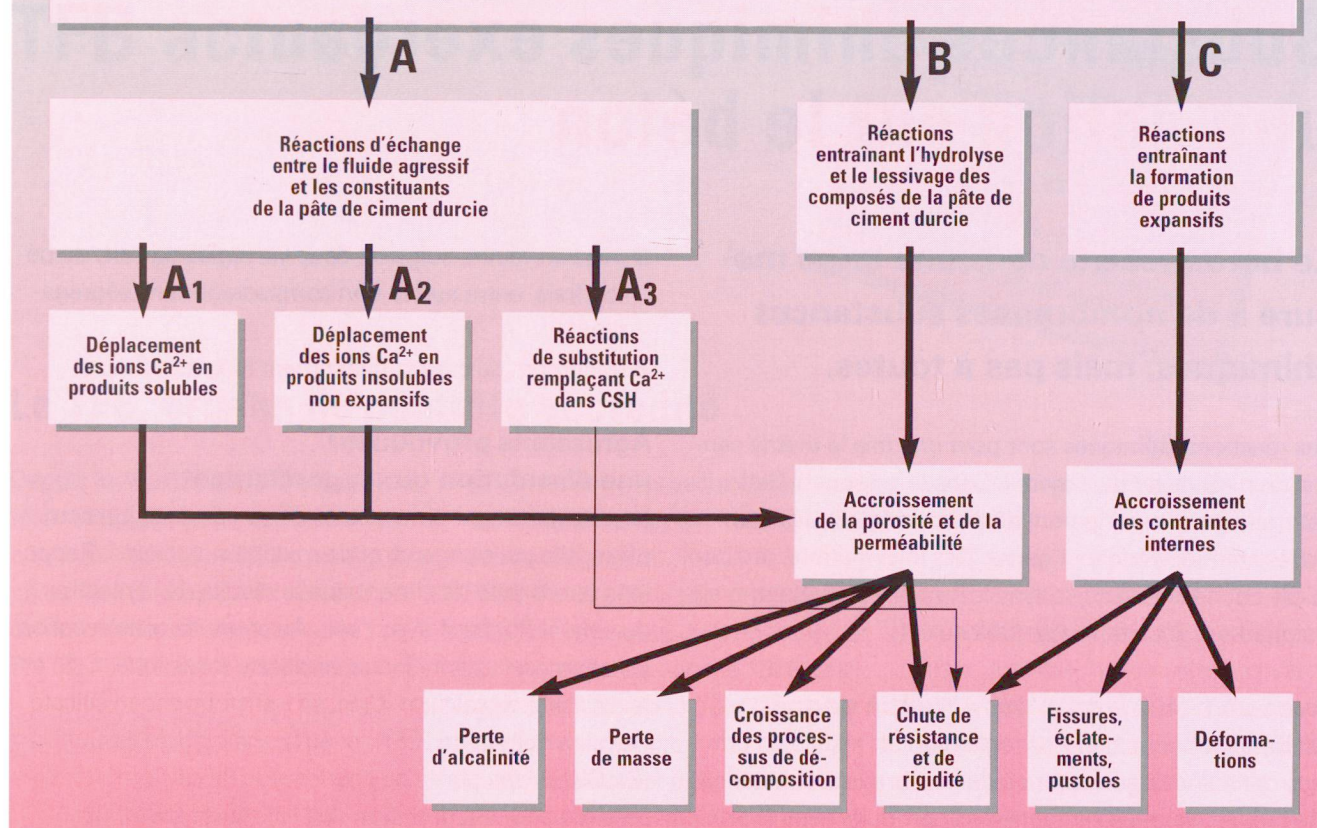 A
B
C
Réactions d'échange
entre le fluide agressif
et les constituants
de la pâte de ciment durcie
Réactions
entraînant l'hydrolyse
et le lessivage des
composés de la pâte de
ciment durcie
Réactions
entraînant
la formation
de produits
expansifs
A1
A2
A3
Déplacement
des ions Ca²⁺ en
produits solubles
Déplacement
des ions Ca²⁺ en
produits insolubles
non expansifs
Réactions
de substitution
remplaçant Ca²⁺
dans CSH
Accroissement
de la porosité et de la
perméabilité
Accroissement
des contraintes
internes
Perte
d'alcalinité
Perte
de masse
Croissance
des proces-
sus de dé-
composition
Chute de
résistance
et de
rigidité
Fissures,
éclate-
ments,
pustoles
Déforma-
tions